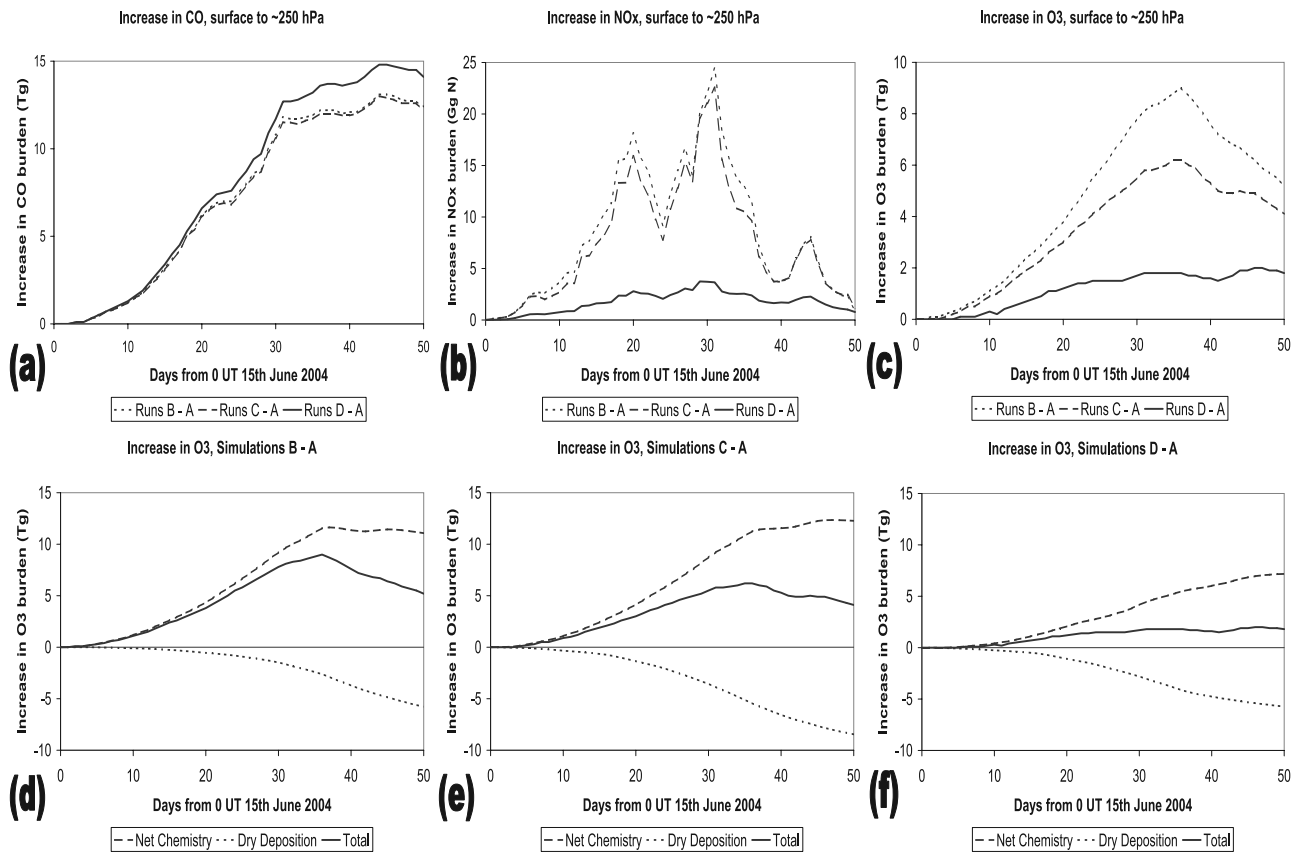 Increase in CO, surface to ~250 hPa
Increase in CO burden (Tg)
15
10
5
0
0 10 20 30 40 50
(a)
Days from 0 UT 15th June 2004
Runs B - A Runs C - A Runs D - A
Increase in NOx, surface to ~250 hPa
Increase in NOx burden (Gg N)
25
20
15
10
5
0
0 10 20 30 40 50
(b)
Days from 0 UT 15th June 2004
Runs B - A Runs C - A Runs D - A
Increase in O3, surface to ~250 hPa
Increase in O3 burden (Tg)
10
8
6
4
2
0
0 10 20 30 40 50
(c)
Days from 0 UT 15th June 2004
Runs B - A Runs C - A Runs D - A
Increase in O3, Simulations B - A
Increase in O3 burden (Tg)
15
10
5
0
-5
-10
0 10 20 30 40 50
(d)
Days from 0 UT 15th June 2004
Net Chemistry Dry Deposition Total
Increase in O3, Simulations C - A
Increase in O3 burden (Tg)
15
10
5
0
-5
-10
0 10 20 30 40 50
(e)
Days from 0 UT 15th June 2004
Net Chemistry Dry Deposition Total
Increase in O3, Simulations D - A
Increase in O3 burden (Tg)
15
10
5
0
-5
-10
0 10 20 30 40 50
(f)
Days from 0 UT 15th June 2004
Net Chemistry Dry Deposition Total